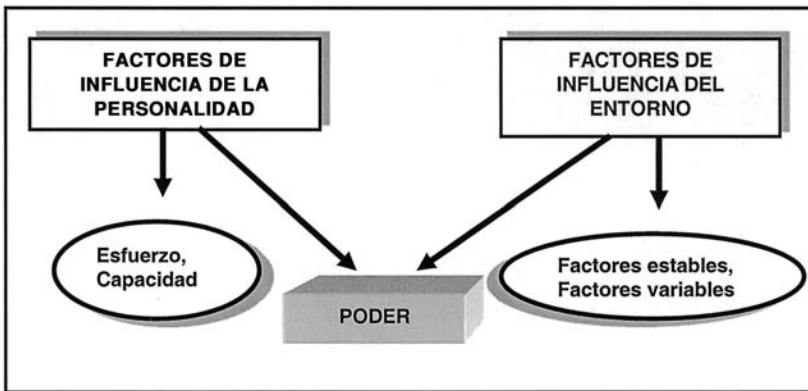 FACTORES DE
INFLUENCIA DE LA
PERSONALIDAD
FACTORES DE
INFLUENCIA DEL
ENTORNO
Esfuerzo,
Capacidad
PODER
Factores estables,
Factores variables